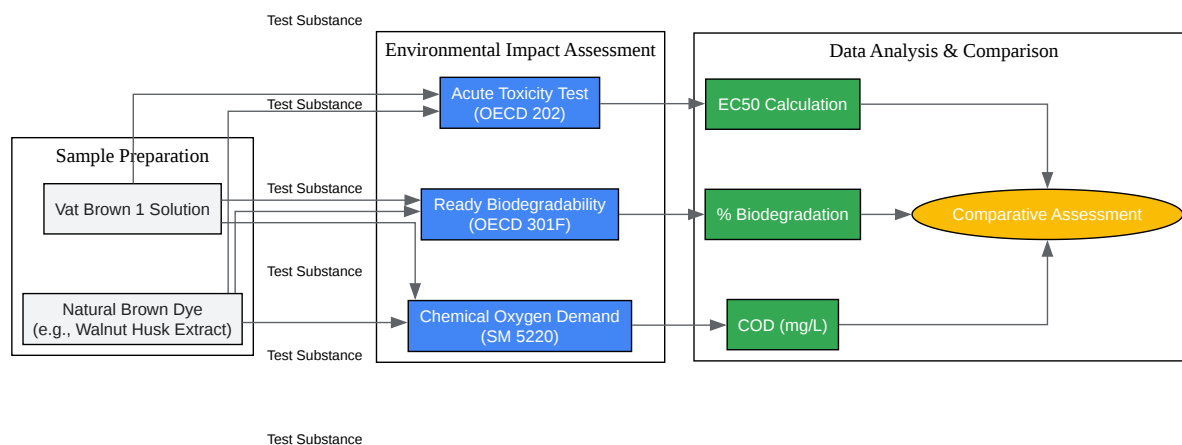 Test Substance
Environmental Impact Assessment
Data Analysis & Comparison
Acute Toxicity Test
(OECD 202)
EC50 Calculation
Test Substance
Sample Preparation
Vat Brown 1 Solution
Test Substance
Ready Biodegradability
(OECD 301F)
% Biodegradation
Comparative Assessment
Test Substance
Natural Brown Dye
(e.g., Walnut Husk Extract)
Chemical Oxygen Demand
(SM 5220)
COD (mg/L)
Test Substance
Test Substance